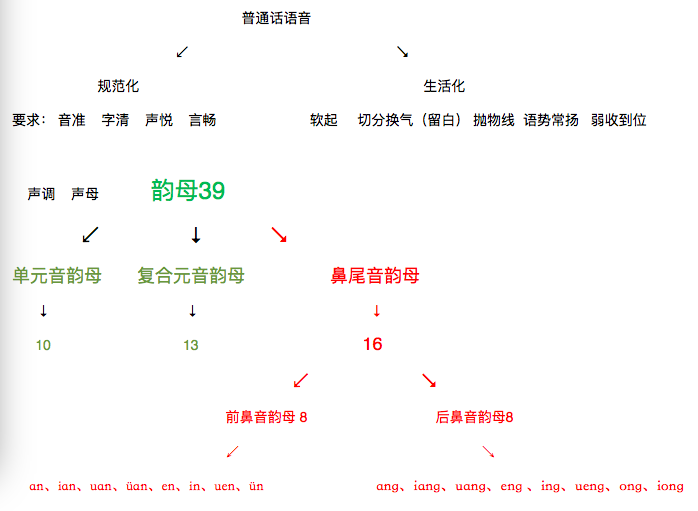 普通话语音
↙ ↘
规范化 生活化
要求： 音准 字清 声悦 言畅 软起 切分换气（留白） 抛物线 语势常扬 弱收到位
声调 声母 韵母39
↙ ↓ ↘
单元音韵母 复合元音韵母 鼻尾音韵母
↓ ↓ ↓
10 13 16
↙ ↘
前鼻音韵母 8 后鼻音韵母8
↙ ↘
an、ian、uan、üan、en、in、uen、ün ang、iang、uang、eng 、ing、ueng、ong、iong